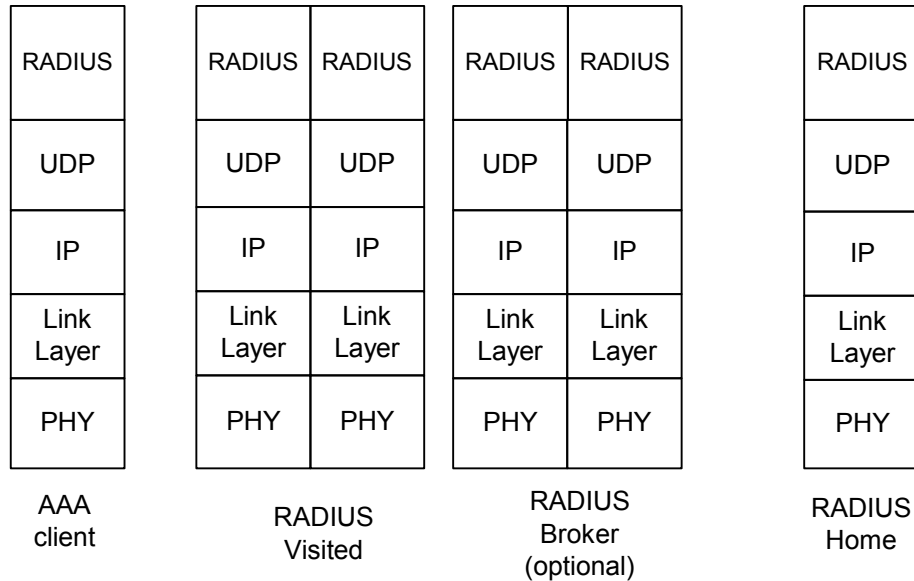 RADIUS RADIUS RADIUS RADIUS RADIUS RADIUS
UDP UDP UDP UDP UDP UDP
IP IP IP IP IP IP
Link Layer Link Layer Link Layer Link Layer Link Layer Link Layer
PHY PHY PHY PHY PHY PHY
AAA
client
RADIUS
Visited
RADIUS
Broker
(optional)
RADIUS
Home